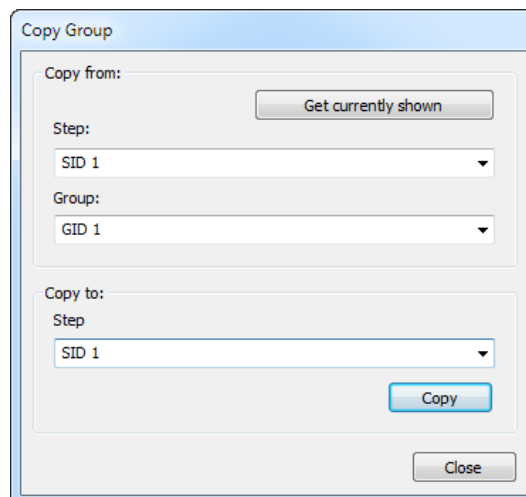 Copy Group
Copy from:
Get currently shown
Step:
SID 1
Group:
GID 1
Copy to:
Step
SID 1
Copy
Close